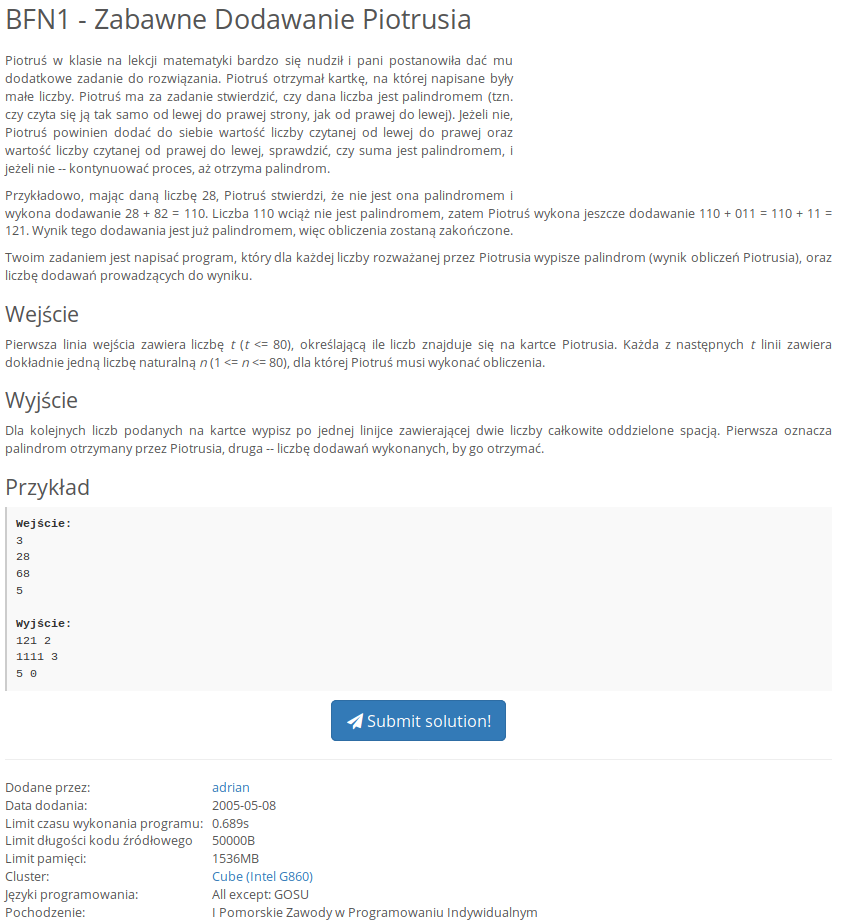 BFN1 - Zabawne Dodawanie Piotrusia
Piotruś w klasie na lekcji matematyki bardzo się nudził i pani postanowiła dać mu
dodatkowe zadanie do rozwiązania. Piotruś otrzymał kartkę, na której napisane były
małe liczby. Piotruś ma za zadanie stwierdzić, czy dana liczba jest palindromem (tzn.
czy czyta się ją tak samo od lewej do prawej strony, jak od prawej do lewej). Jeżeli nie,
Piotruś powinien dodać do siebie wartość liczby czytanej od lewej do prawej oraz
wartość liczby czytanej od prawej do lewej, sprawdzić, czy suma jest palindromem, i
jeżeli nie -- kontynuować proces, aż otrzyma palindrom.
Przykładowo, mając daną liczbę 28, Piotruś stwierdzi, że nie jest ona palindromem i
wykona dodawanie 28 + 82 = 110. Liczba 110 wciąż nie jest palindromem, zatem Piotruś wykona jeszcze dodawanie 110 + 011 = 110 + 11 =
121. Wynik tego dodawania jest już palindromem, więc obliczenia zostaną zakończone.
Twoim zadaniem jest napisać program, który dla każdej liczby rozważanej przez Piotrusia wypisze palindrom (wynik obliczeń Piotrusia), oraz
liczbę dodawań prowadzących do wyniku.
Wejście
Pierwsza linia wejścia zawiera liczbę t (t <= 80), określającą ile liczb znajduje się na kartce Piotrusia. Każda z następnych t linii zawiera
dokładnie jedną liczbę naturalną n (1 <= n <= 80), dla której Piotruś musi wykonać obliczenia.
Wyjście
Dla kolejnych liczb podanych na kartce wypisz po jednej linijce zawierającej dwie liczby całkowite oddzielone spacją. Pierwsza oznacza
palindrom otrzymany przez Piotrusia, druga -- liczbę dodawań wykonanych, by go otrzymać.
Przykład
Wejście:
3
28
68
5
Wyjście:
121 2
1111 3
5 0
Submit solution!
Dodane przez: adrian
Data dodania: 2005-05-08
Limit czasu wykonania programu: 0.689s
Limit długości kodu źródłowego 50000B
Limit pamięci: 1536MB
Cluster: Cube (Intel G860)
Języki programowania: All except: GOSU
Pochodzenie: I Pomorskie Zawody w Programowaniu Indywidualnym